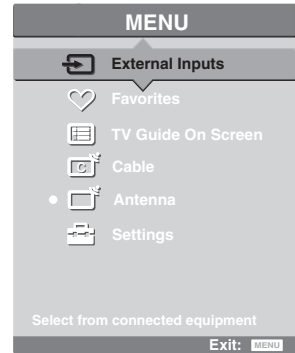 MENU
External Inputs
Favorites
TV Guide On Screen
C Cable
Antenna
Settings
Select from connected equipment
Exit: MENU